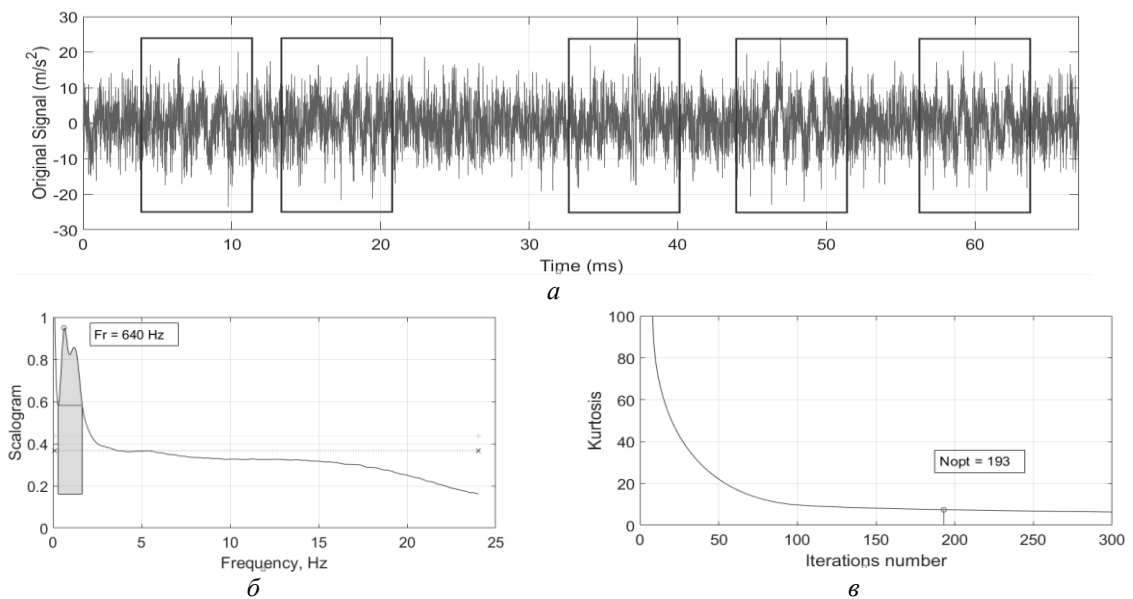 30
20
10
0
-10
-20
-30
Original Signal (m/s²)
0 10 20 30 40 50 60
Time (ms)
а
1
0.8
0.6
0.4
0.2
0
Scalogram
Fr = 640 Hz
0 5 10 15 20 25
Frequency, Hz
б
100
80
60
40
20
0
Kurtosis
Nopt = 193
0 50 100 150 200 250 300
Iterations number
в